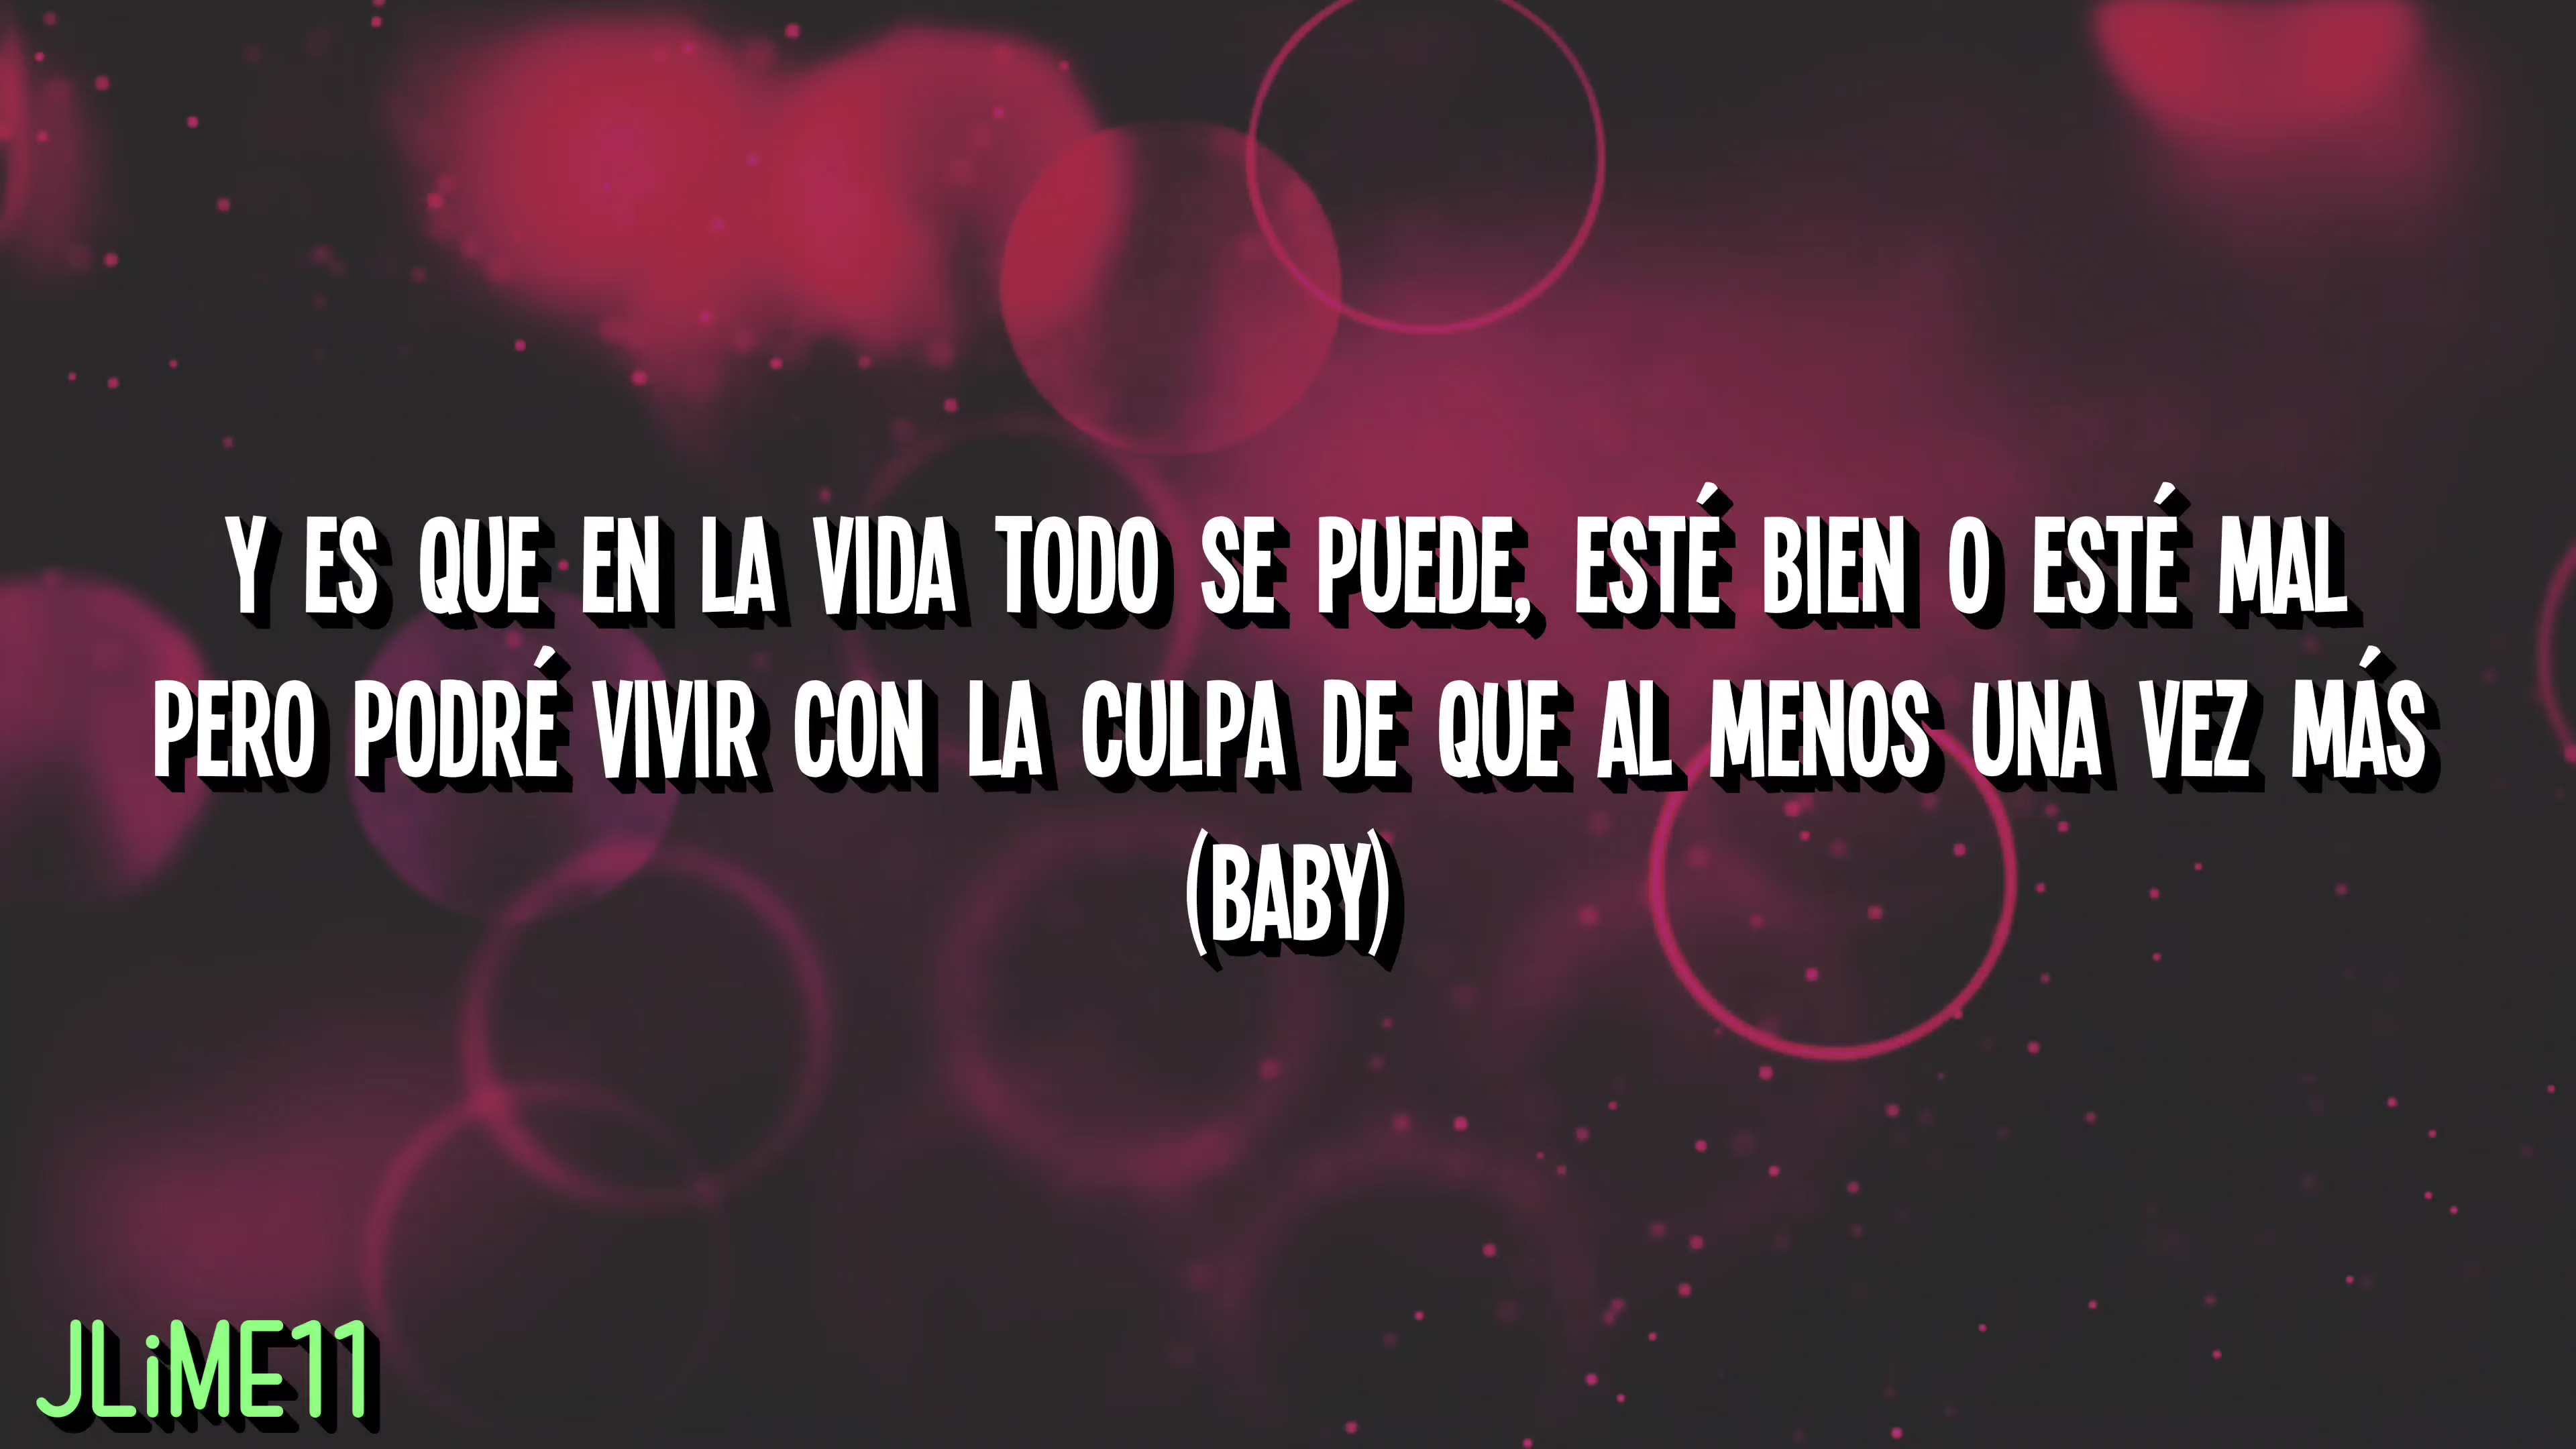 Y ES QUE EN LA VIDA TODO SE PUEDE, ESTÉ BIEN O ESTÉ MAL
PERO PODRÉ VIVIR CON LA CULPA DE QUE AL MENOS UNA VEZ MÁS
(BABY)
JLiME11